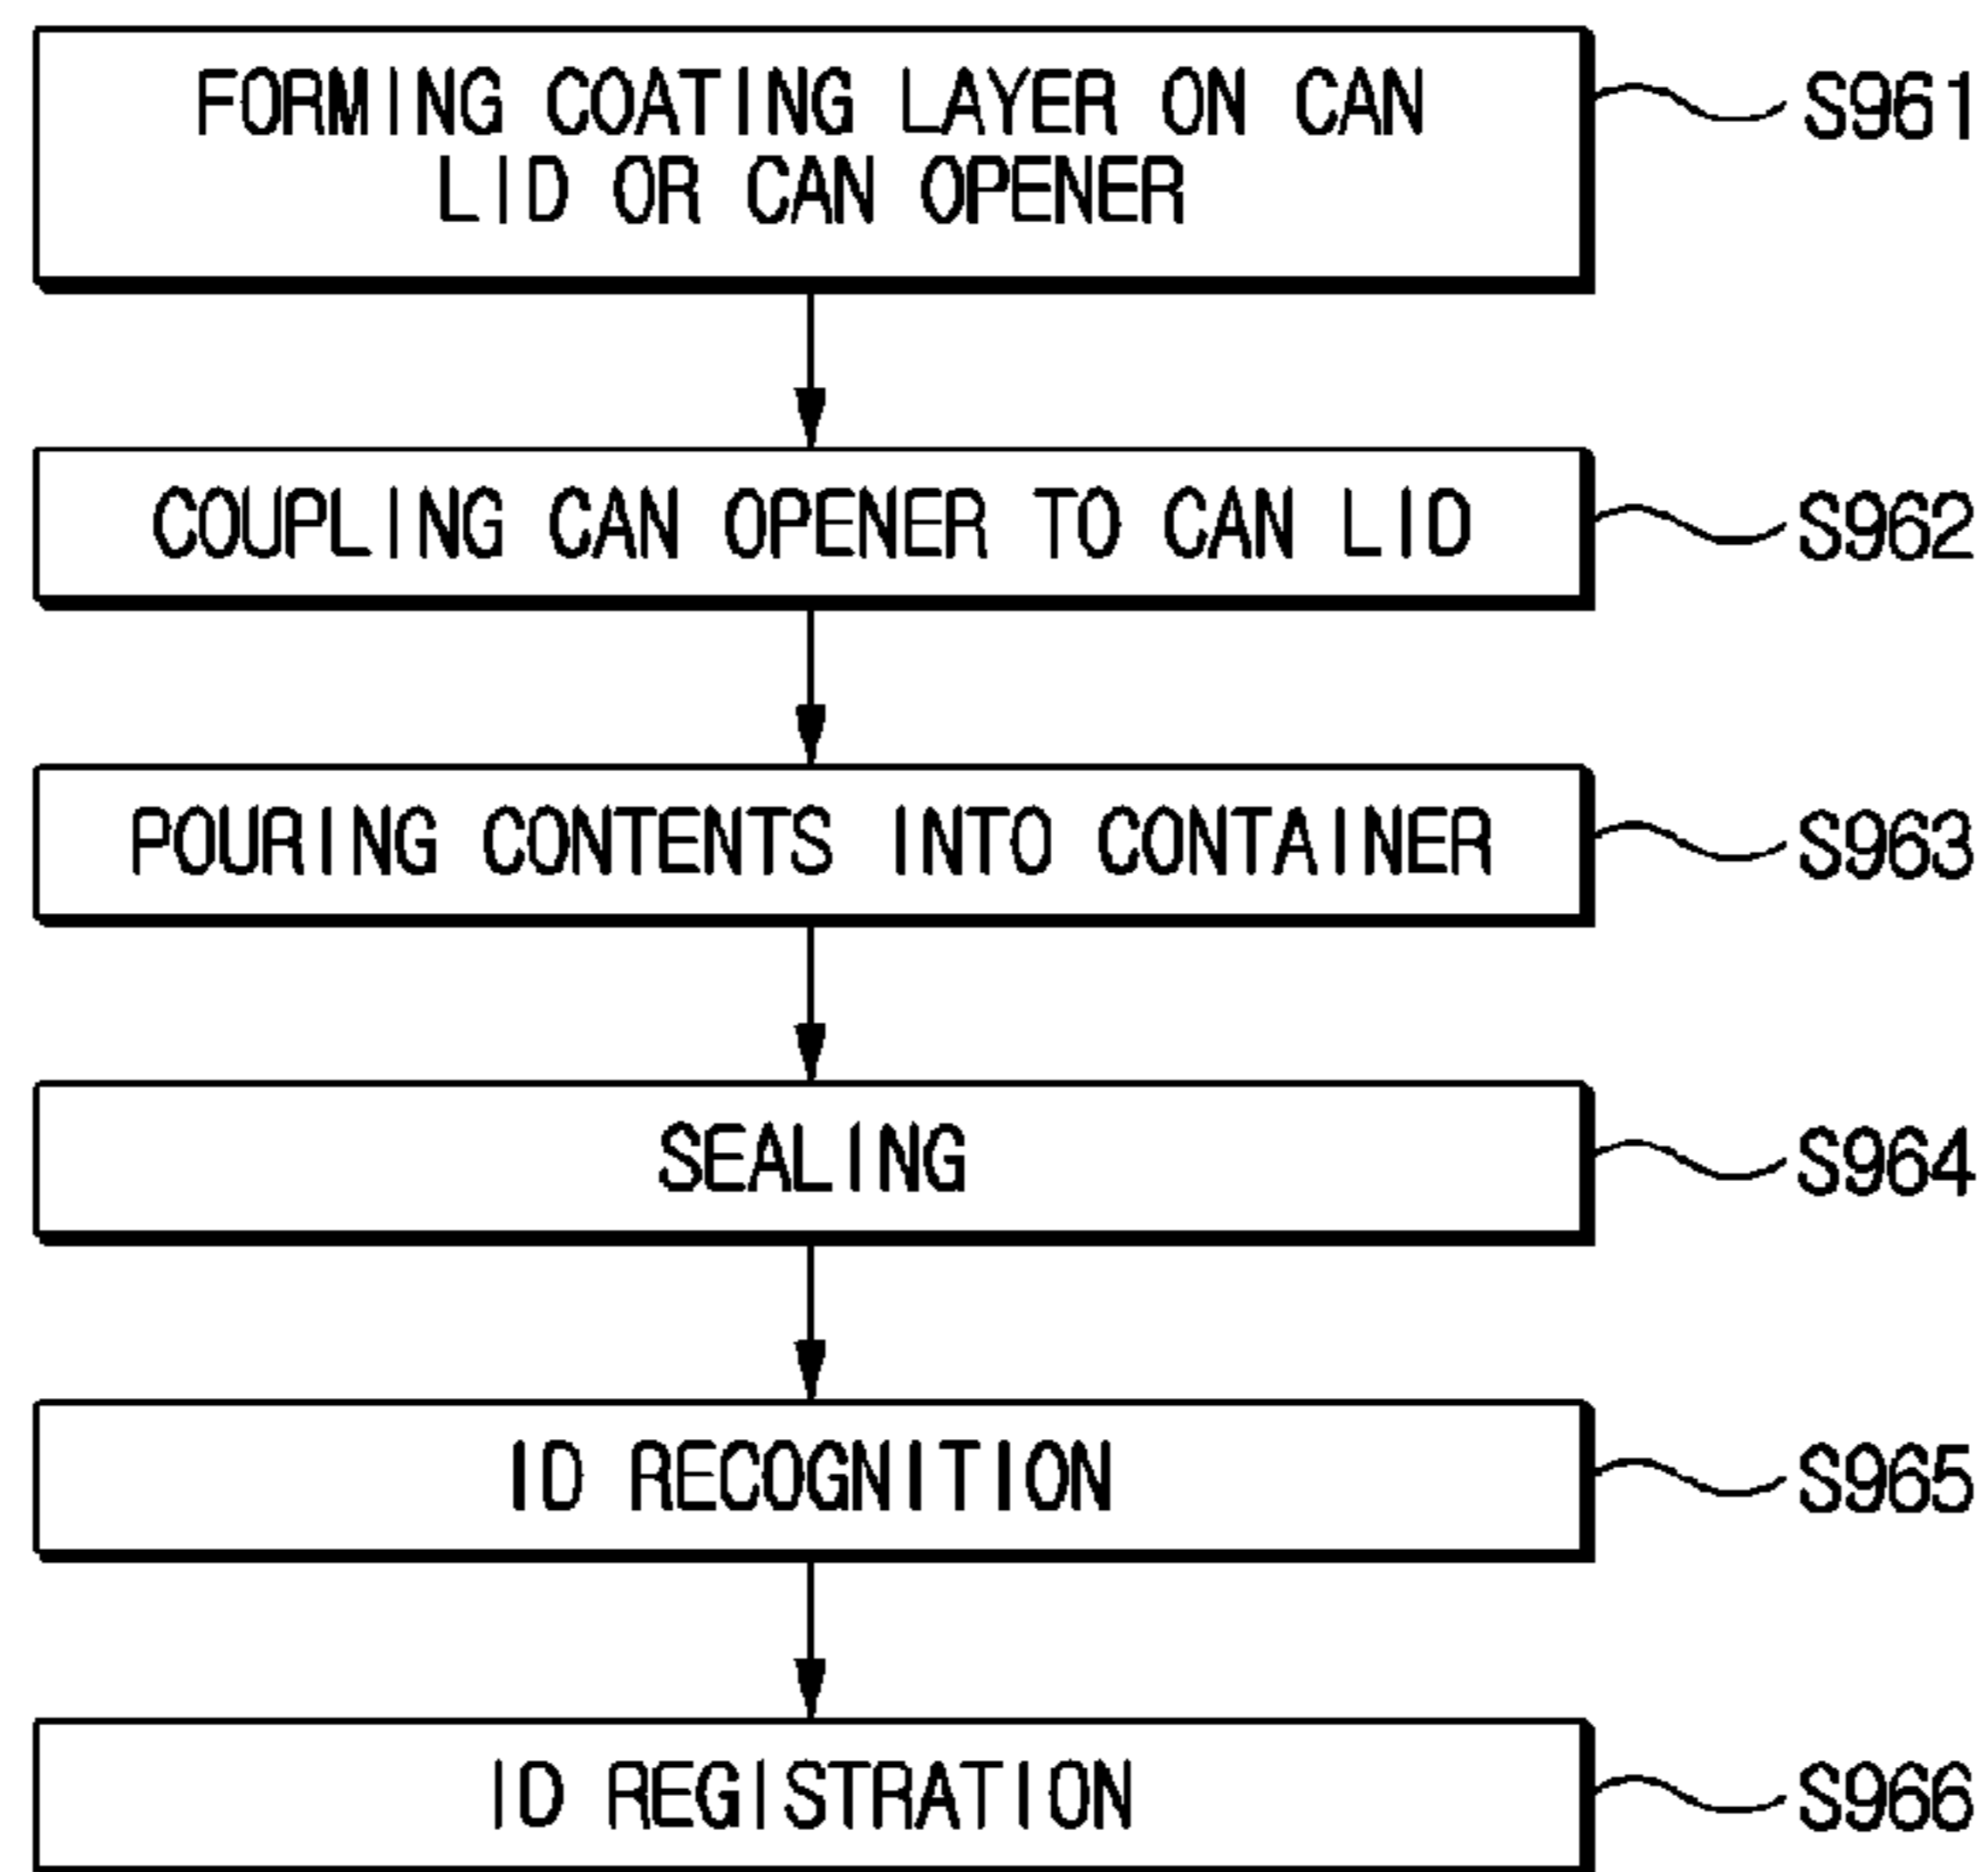 FORMING COATING LAYER ON CAN
LID OR CAN OPENER
S961
COUPLING CAN OPENER TO CAN LID
S962
POURING CONTENTS INTO CONTAINER
S963
SEALING
S964
ID RECOGNITION
S965
ID REGISTRATION
S966